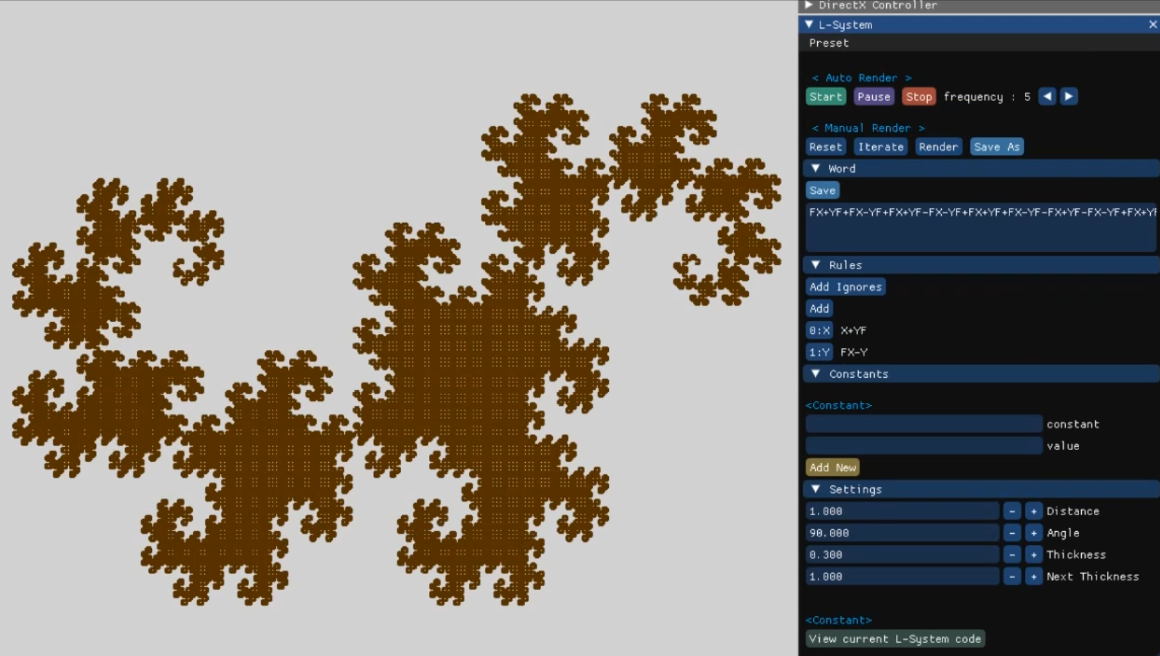 DirectX Controller
L-System
Preset
< Auto Render >
Start Pause Stop frequency : 5
< Manual Render >
Reset Iterate Render Save As
Word
Save
FX+YF+FX-YF+FX+YF-FX-YF+FX+YF+FX-YF-FX+YF-FX-YF+FX+YF
Rules
Add Ignores
Add
0:X X+YF
1:Y FX-Y
Constants
<Constant>
constant
value
Add New
Settings
1.000 - + Distance
90.000 - + Angle
0.300 - + Thickness
1.000 - + Next Thickness
<Constant>
View current L-System code